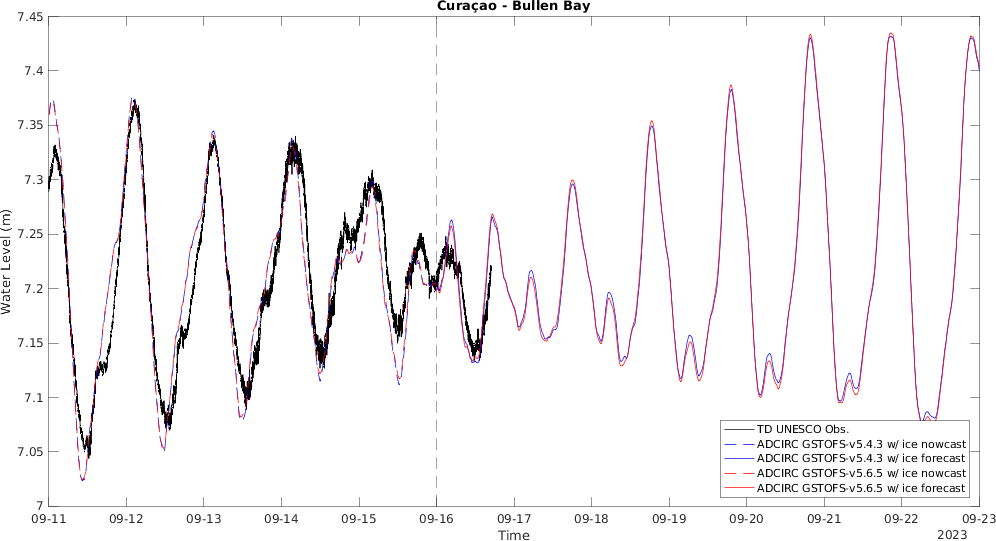 Curaçao - Bullen Bay
7.45
7.4
7.35
7.3
7.25
7.2
7.15
7.1
7.05
7
Water Level (m)
TD UNESCO Obs.
ADCIRC GSTOFS-v5.4.3 w/ ice nowcast
ADCIRC GSTOFS-v5.4.3 w/ ice forecast
ADCIRC GSTOFS-v5.6.5 w/ ice nowcast
ADCIRC GSTOFS-v5.6.5 w/ ice forecast
09-11 09-12 09-13 09-14 09-15 09-16 09-17 09-18 09-19 09-20 09-21 09-22 09-23
Time
2023